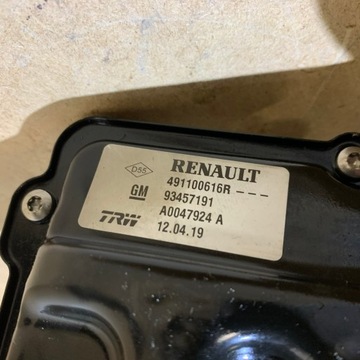 RENAULT
D55 491100616R---
GM 93457191
TRW A0047924 A
12.04.19